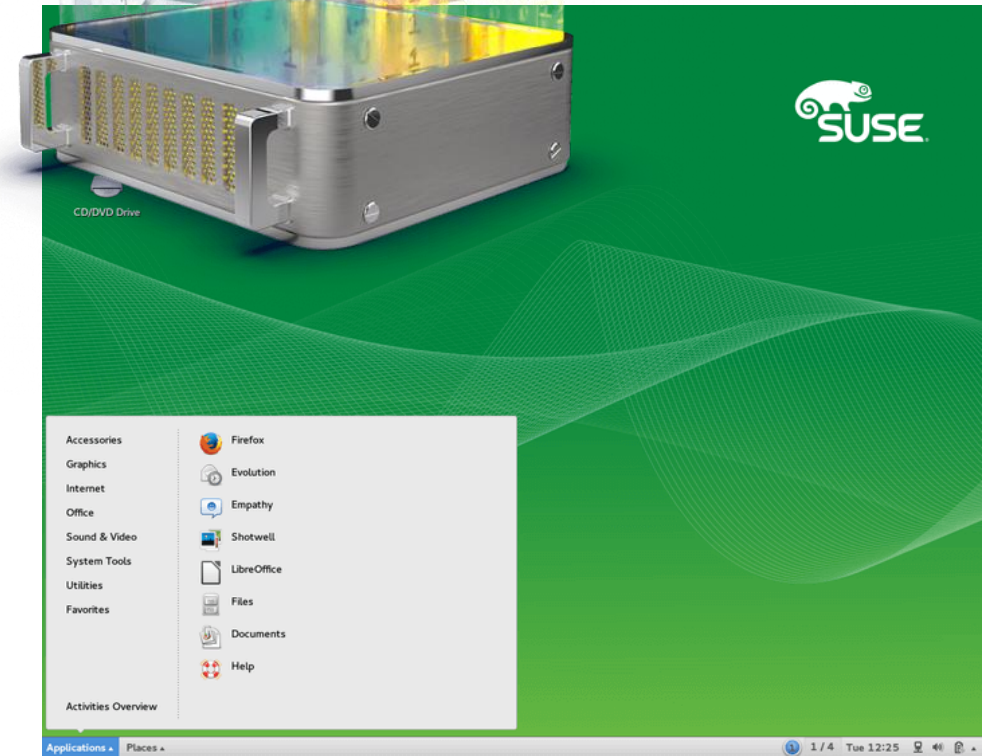 SUSE.
CD/DVD Drive
Accessories
Graphics
Internet
Office
Sound & Video
System Tools
Utilities
Favorites
Activities Overview
Firefox
Evolution
Empathy
Shotwell
LibreOffice
Files
Documents
Help
Applications
Places
1 1 / 4 Tue 12:25